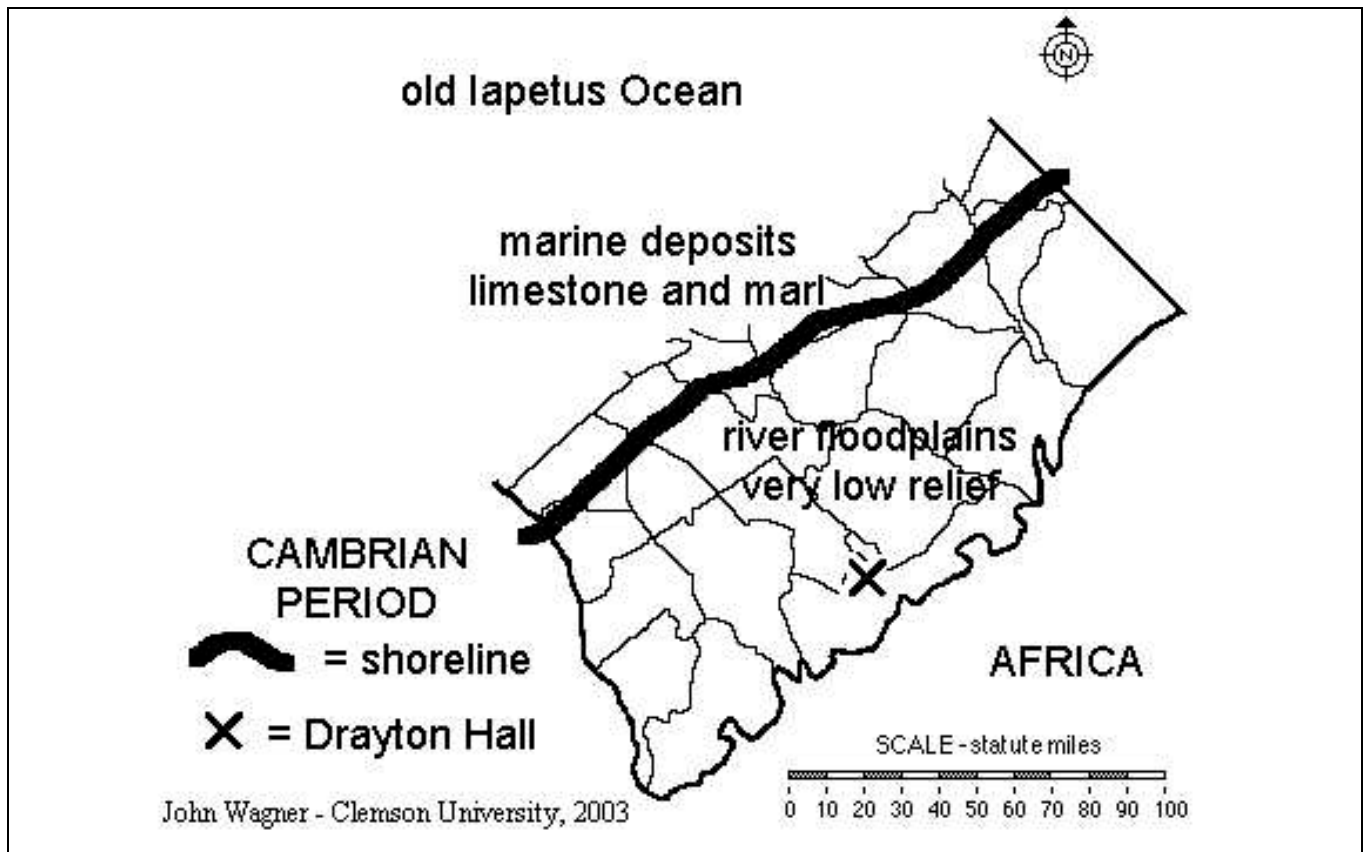 N
old Iapetus Ocean
marine deposits
limestone and marl
river floodplains
very low relief
CAMBRIAN
PERIOD
= shoreline
AFRICA
= Drayton Hall
SCALE - statute miles
0 10 20 30 40 50 60 70 80 90 100
John Wagner - Clemson University, 2003